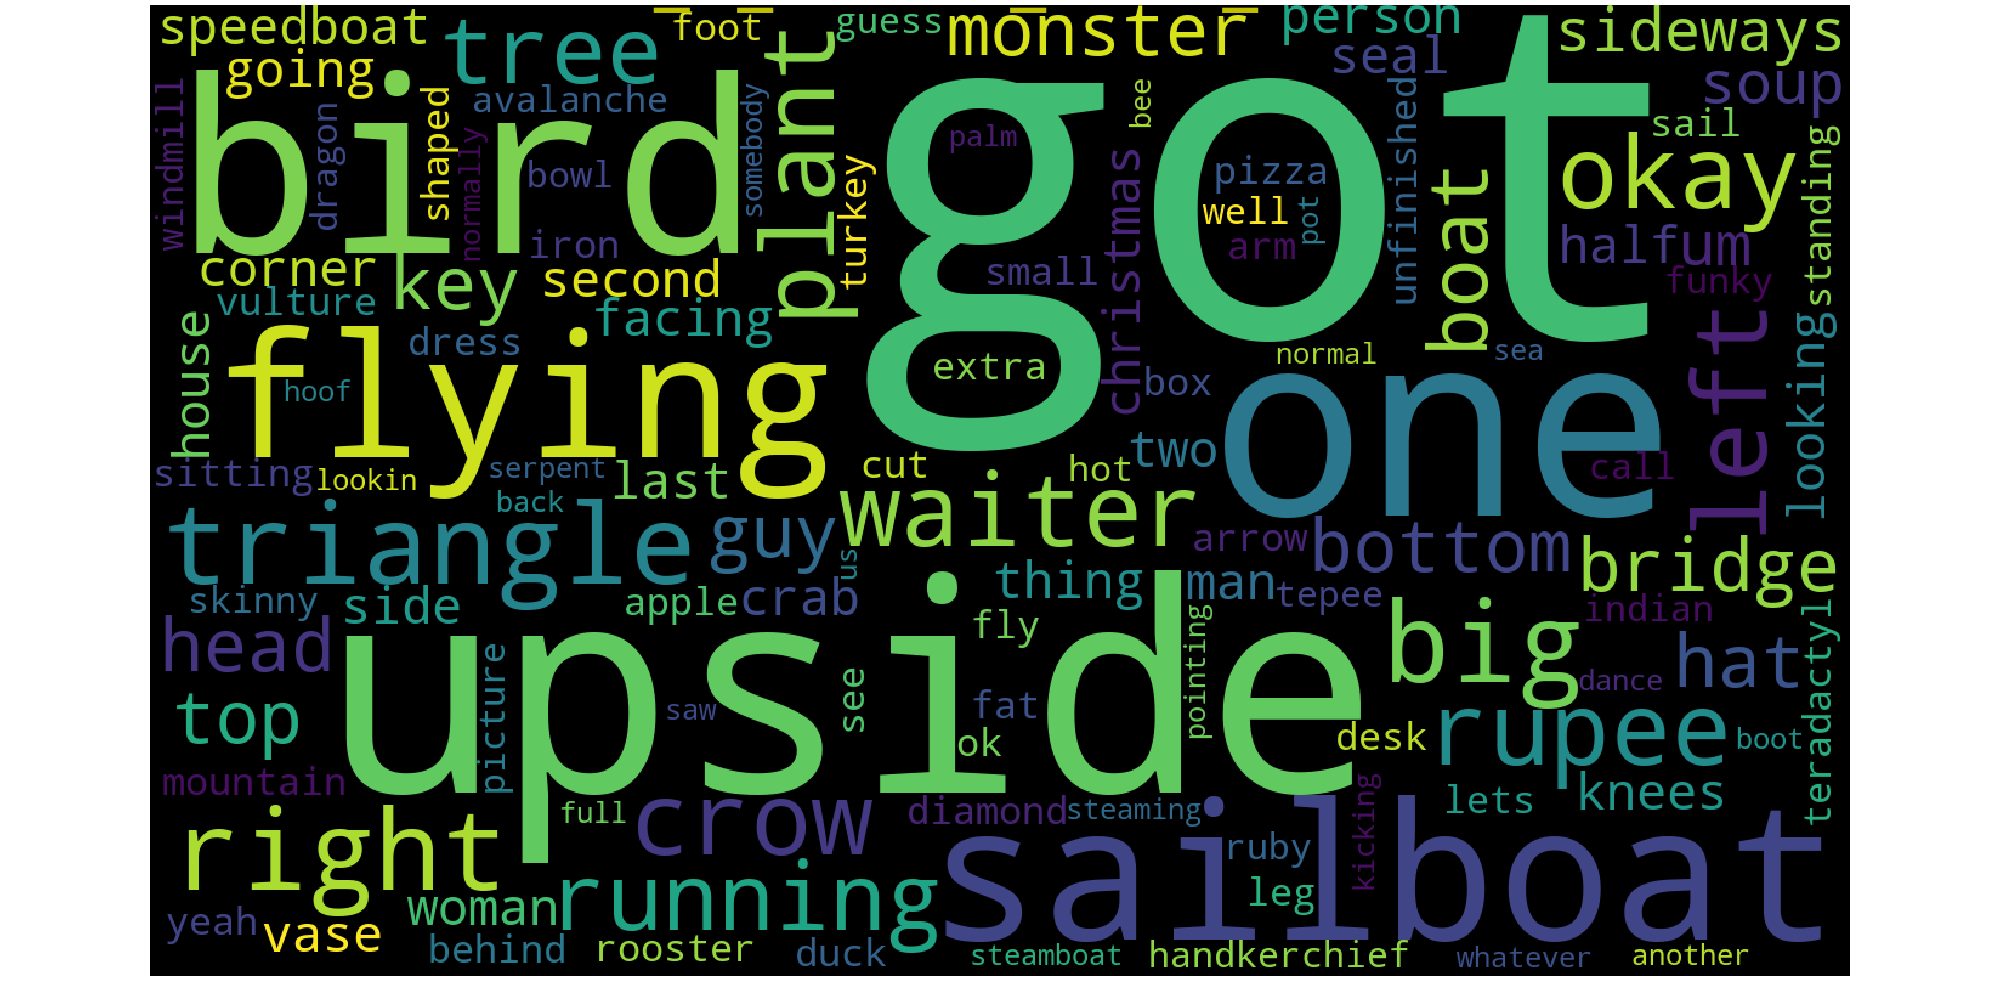 speedboat
tree
foot
guess
monster
person
sideways
going
plant
seal
soup
windmill
bird
got
avalanche
bee
unfinished
sail
dragon
shaped
normally
bowl
somebody
turkey
palm
christmas
pizza
well
pot
arm
boat
okay
standing
iron
halfum
corner
key
second
small
funky
vulture
facing
house
flying
dress
extra
normal
sea
left
looking
hoof
box
one
sitting
lookin
serpent
back
last
cut
hot
two
call
triangle
guy
waiter
us
arrow
bottom
bridge
thing
man
tepee
skinny
side
apple
crab
fly
pointing
big
indian
teradactyl
head
upside
hat
picture
see
dance
top
saw
fat
ok
desk
rupee
boot
mountain
full
crow
diamond
steaming
kicking
lets
knees
right
running
sailboat
ruby
leg
yeah
vase
woman
behind
rooster
duck
steamboat
handkerchief
whatever
another